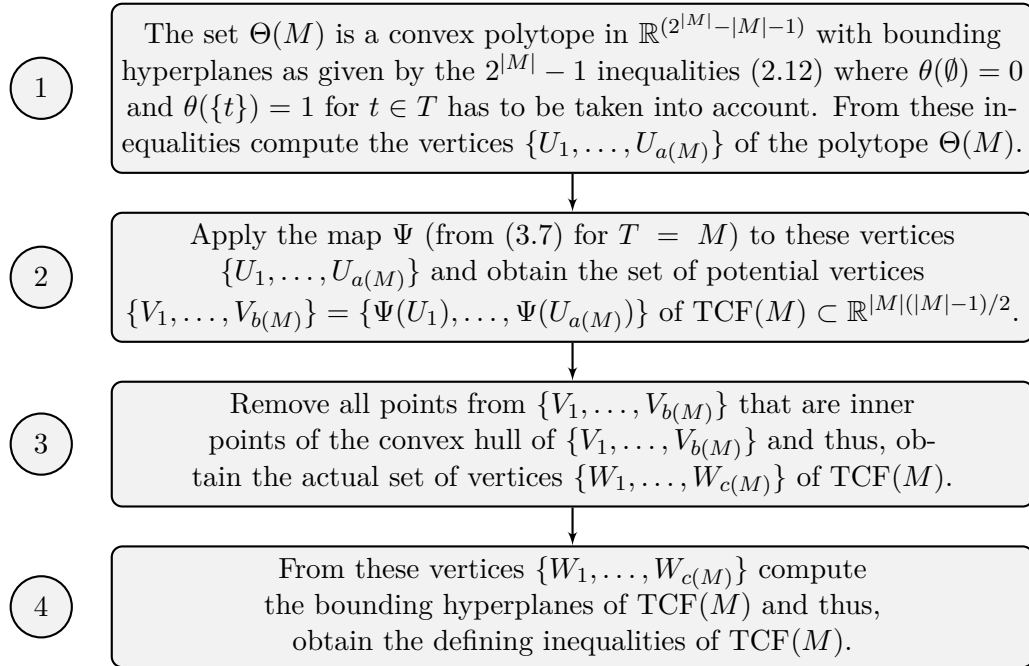 1
The set Θ(M) is a convex polytope in ℝ^(2^|M|−|M|−1) with bounding
hyperplanes as given by the 2^|M| − 1 inequalities (2.12) where θ(∅) = 0
and θ({t}) = 1 for t ∈ T has to be taken into account. From these in-
equalities compute the vertices {U_1, . . . , U_a(M)} of the polytope Θ(M).
2
Apply the map Ψ (from (3.7) for T = M) to these vertices
{U_1, . . . , U_a(M)} and obtain the set of potential vertices
{V_1, . . . , V_b(M)} = {Ψ(U_1), . . . , Ψ(U_a(M))} of TCF(M) ⊂ ℝ^|M|(|M|−1)/2.
3
Remove all points from {V_1, . . . , V_b(M)} that are inner
points of the convex hull of {V_1, . . . , V_b(M)} and thus, ob-
tain the actual set of vertices {W_1, . . . , W_c(M)} of TCF(M).
4
From these vertices {W_1, . . . , W_c(M)} compute
the bounding hyperplanes of TCF(M) and thus,
obtain the defining inequalities of TCF(M).